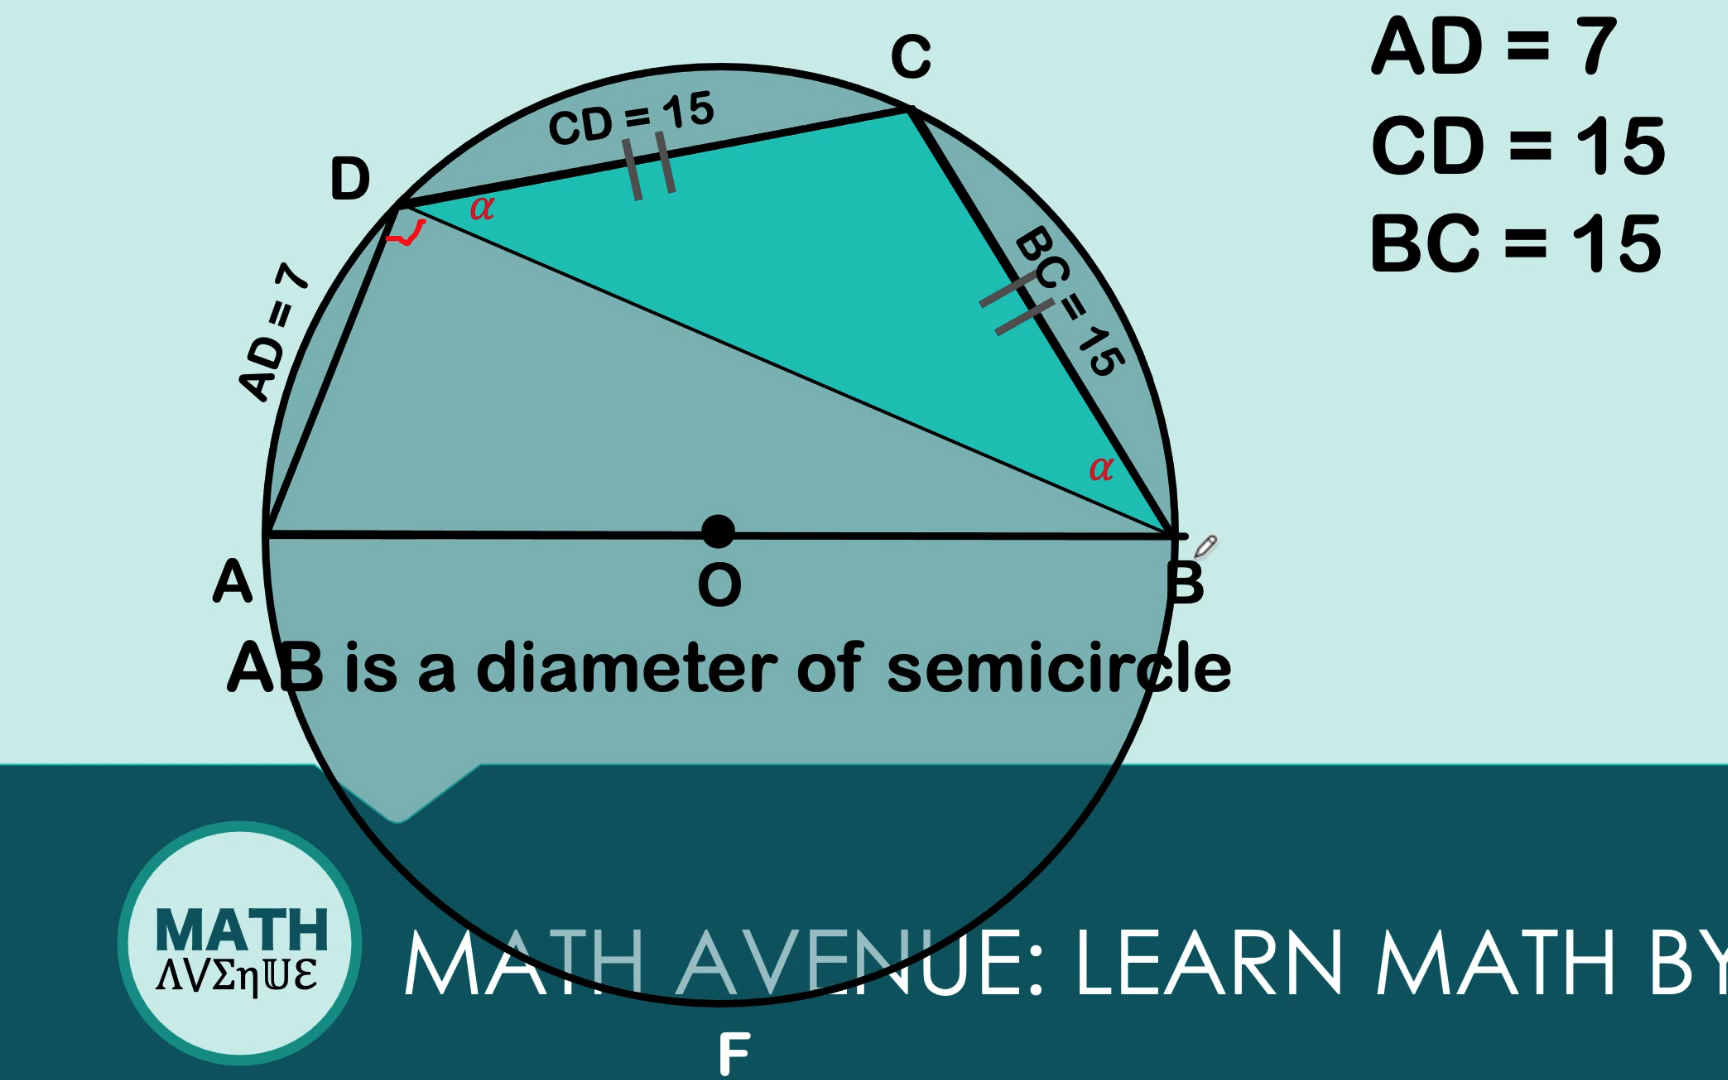 AD = 7
CD = 15
BC = 15
C
CD = 15
D
α
AD = 7
BC = 15
α
A
O
B
AB is a diameter of semicircle
MATH
ΛVΣηUƐ
MATH AVENUE: LEARN MATH BY
F